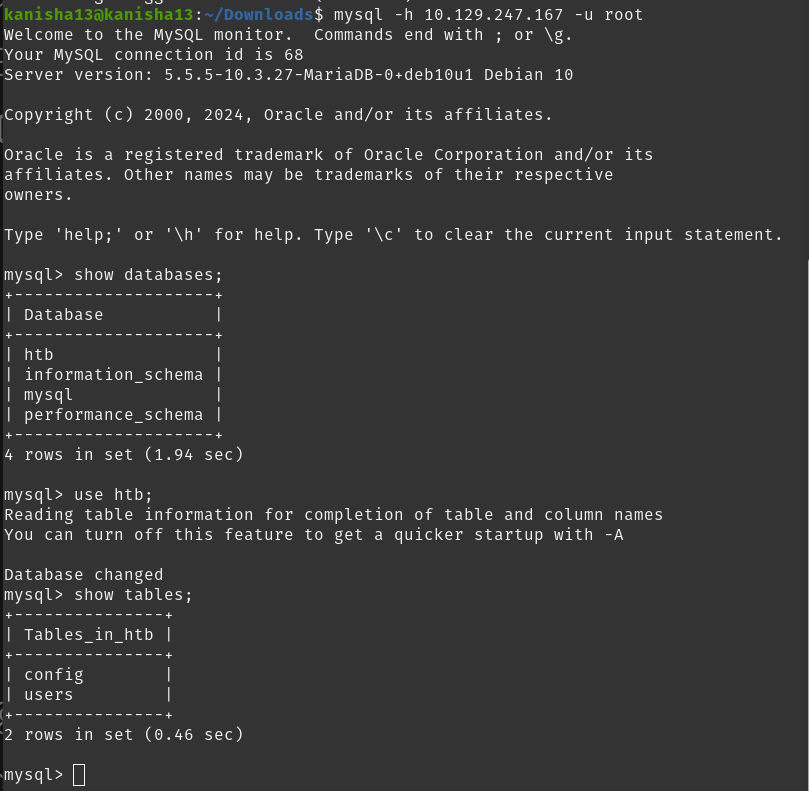 kanisha13@kanisha13:~/Downloads$ mysql -h 10.129.247.167 -u root
Welcome to the MySQL monitor.  Commands end with ; or \g.
Your MySQL connection id is 68
Server version: 5.5.5-10.3.27-MariaDB-0+deb10u1 Debian 10

Copyright (c) 2000, 2024, Oracle and/or its affiliates.

Oracle is a registered trademark of Oracle Corporation and/or its
affiliates. Other names may be trademarks of their respective
owners.

Type 'help;' or '\h' for help. Type '\c' to clear the current input statement.

mysql> show databases;
+--------------------+
| Database           |
+--------------------+
| htb                |
| information_schema |
| mysql              |
| performance_schema |
+--------------------+
4 rows in set (1.94 sec)

mysql> use htb;
Reading table information for completion of table and column names
You can turn off this feature to get a quicker startup with -A

Database changed
mysql> show tables;
+---------------+
| Tables_in_htb |
+---------------+
| config        |
| users         |
+---------------+
2 rows in set (0.46 sec)

mysql>